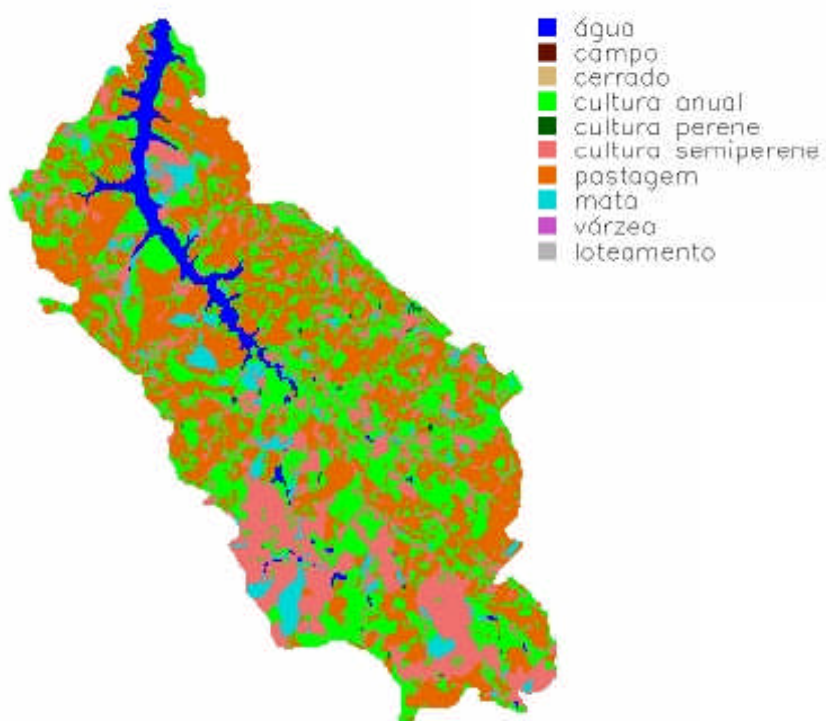 água
campo
cerrado
cultura anual
cultura perene
cultura semiperene
pastagem
mata
várzea
loteamento